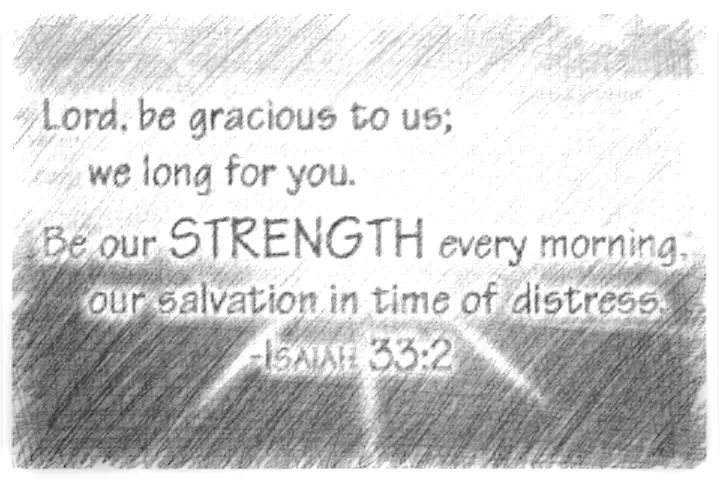 Lord, be gracious to us;
we long for you.
Be our STRENGTH every morning,
our salvation in time of distress.
-ISAIAH 33:2